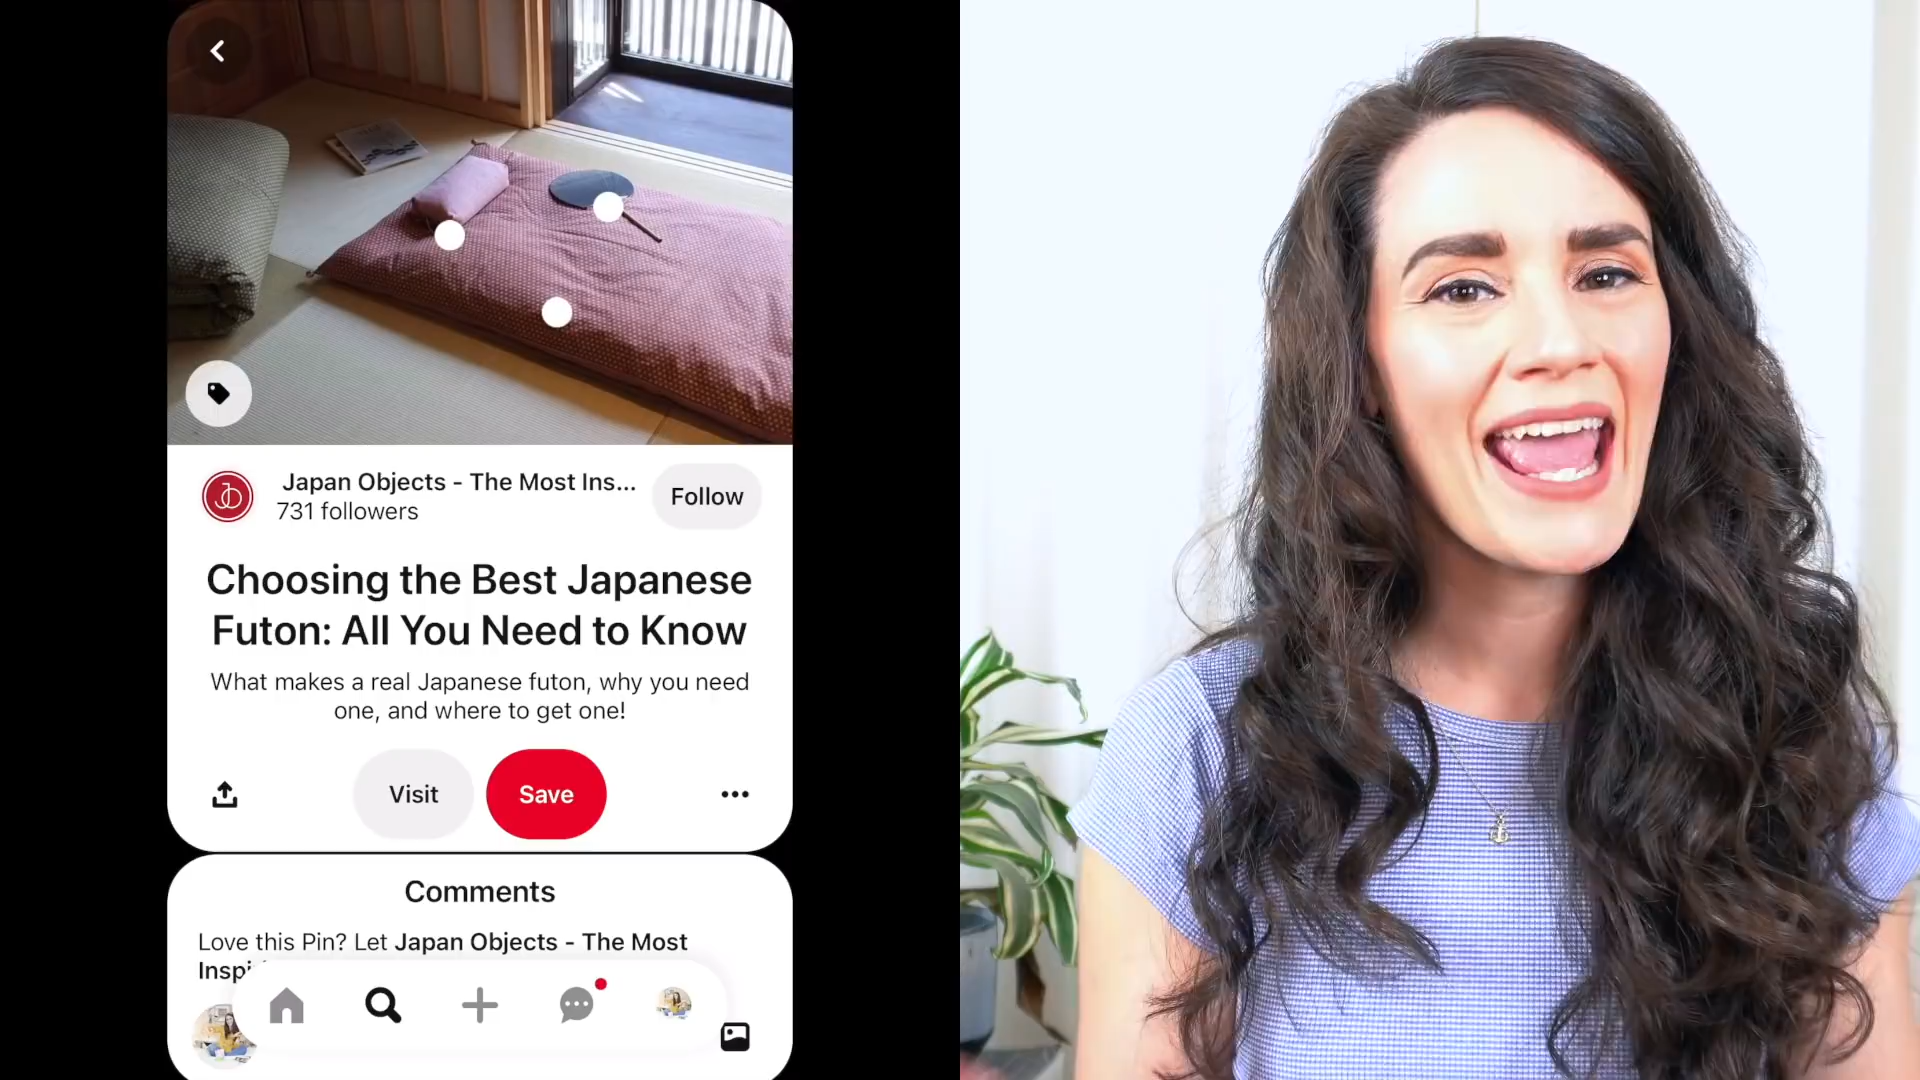 Japan Objects - The Most Ins...
731 followers
Follow
Choosing the Best Japanese
Futon: All You Need to Know
What makes a real Japanese futon, why you need
one, and where to get one!
Visit
Save
Comments
Love this Pin? Let Japan Objects - The Most